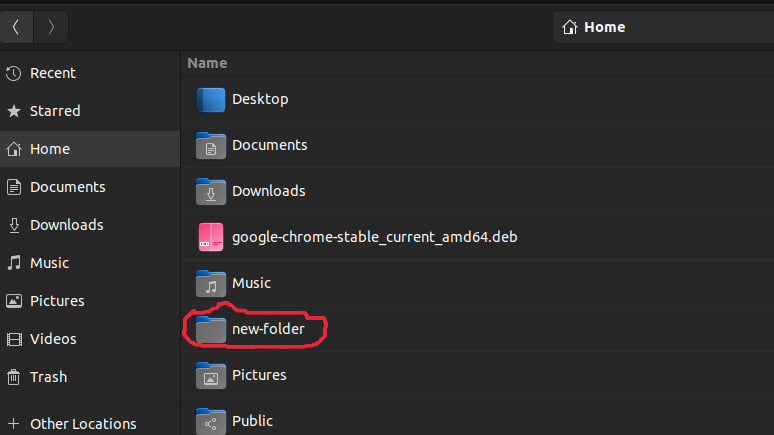 Home
Name
Recent
Starred
Home
Documents
Downloads
Music
Pictures
Videos
Trash
Other Locations
Desktop
Documents
Downloads
google-chrome-stable_current_amd64.deb
Music
new-folder
Pictures
Public